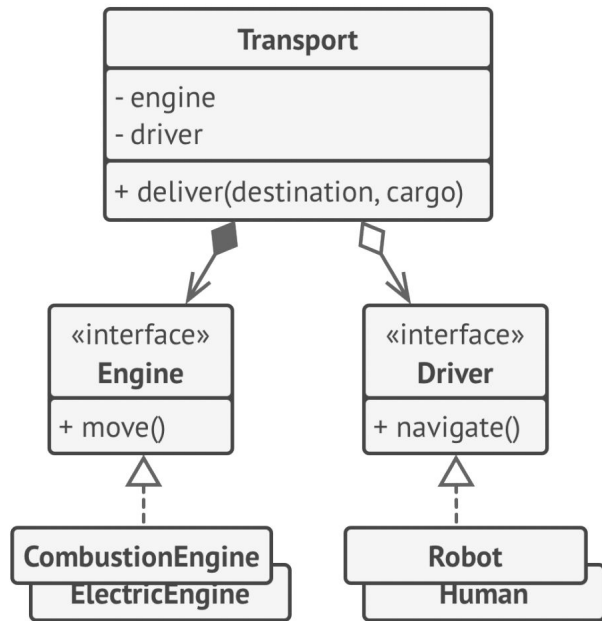 Transport
- engine
- driver
+ deliver(destination, cargo)
«interface»
Engine
+ move()
«interface»
Driver
+ navigate()
CombustionEngine
ElectricEngine
Robot
Human